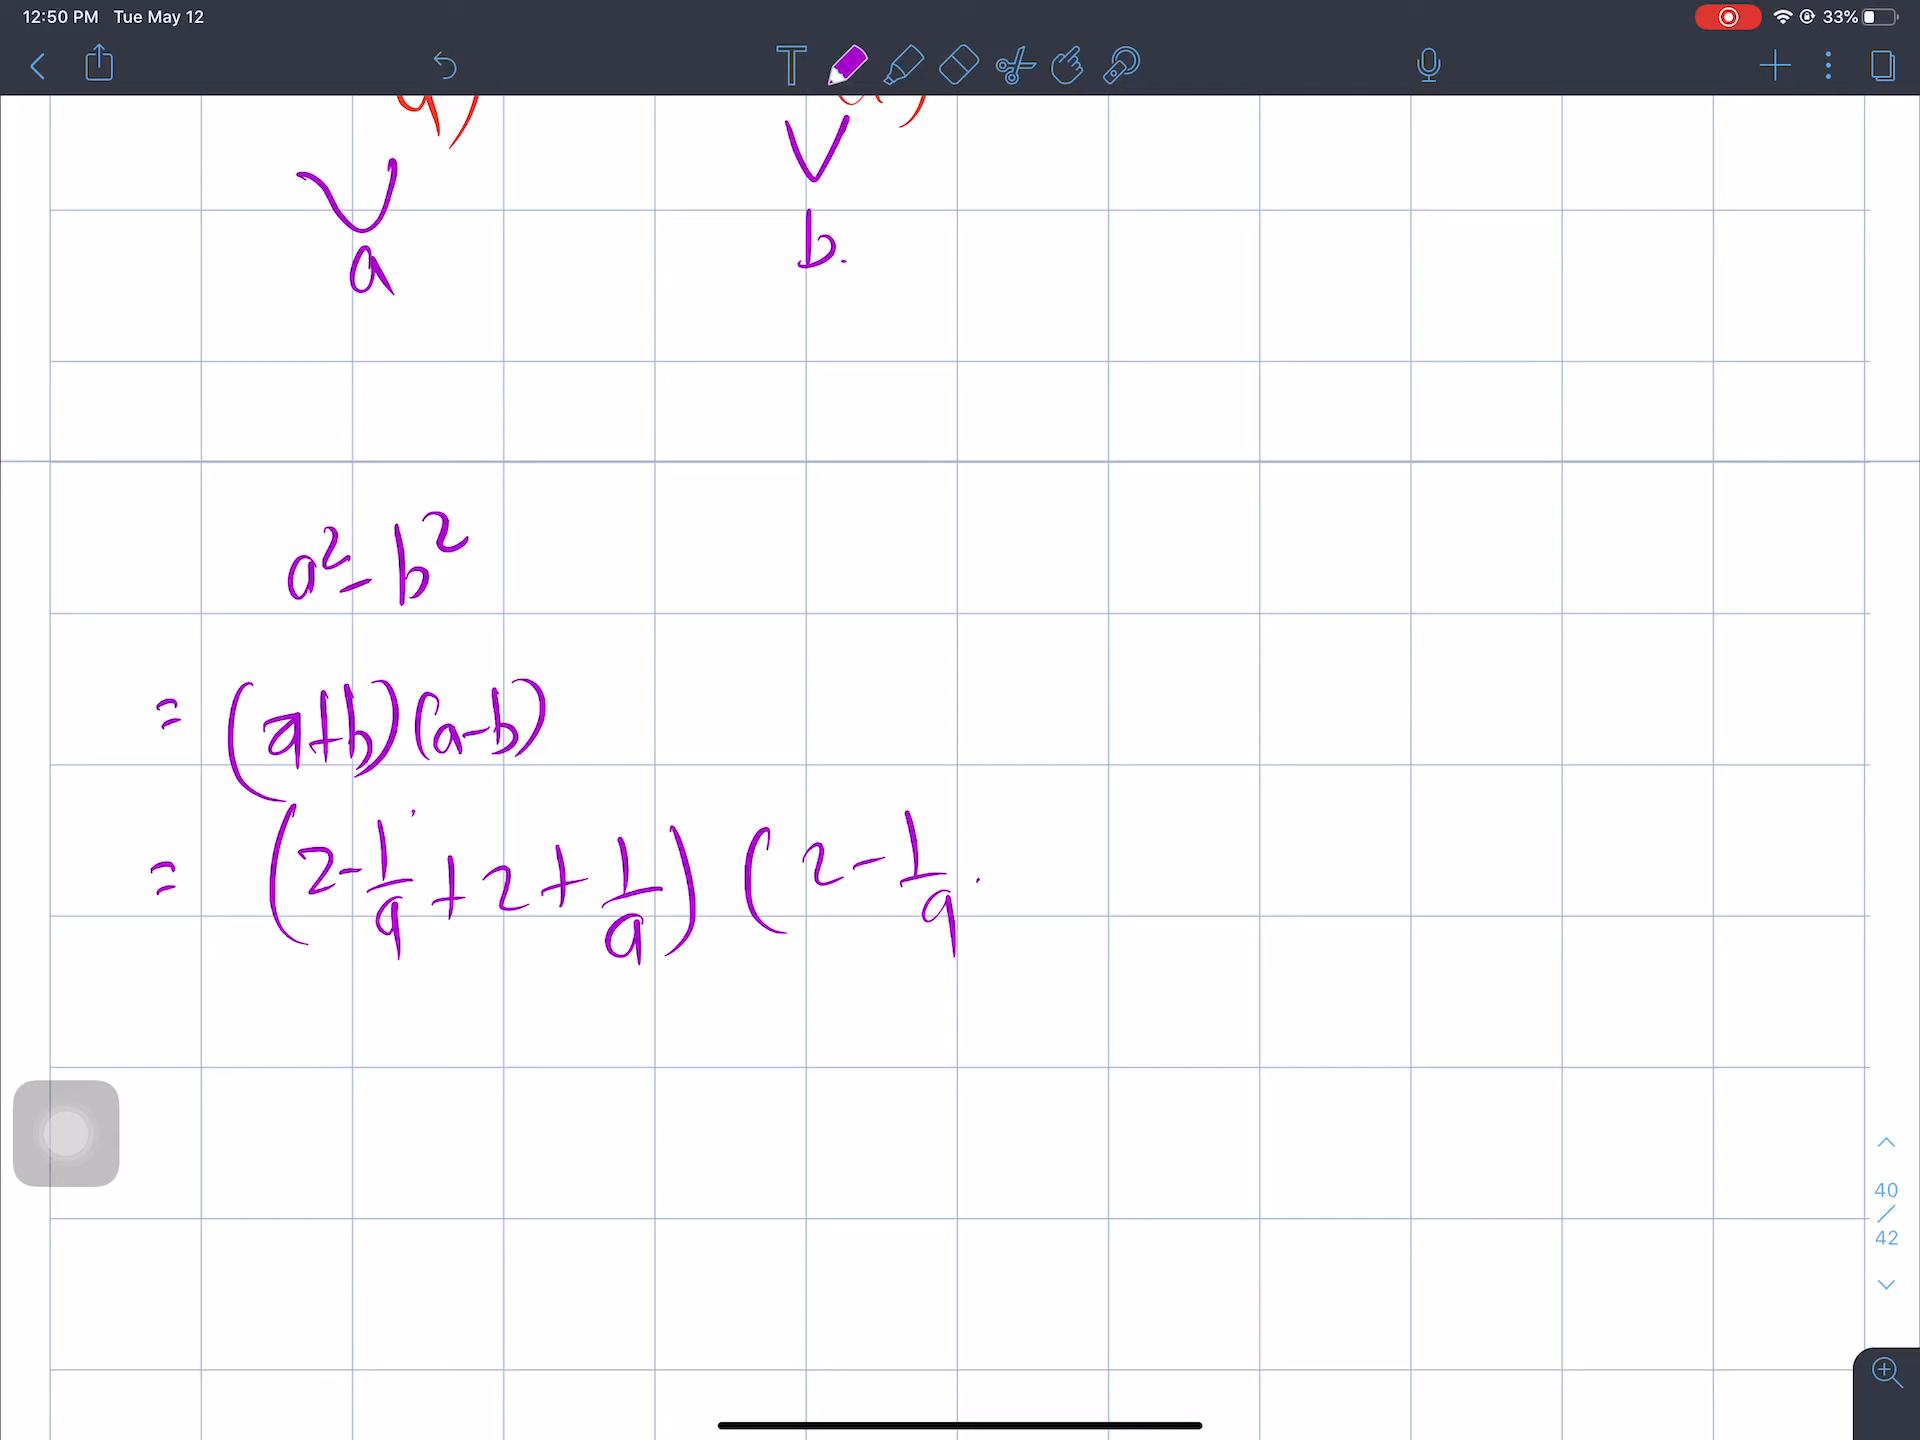 12:50 PM Tue May 12
33%
a)
a)
a
b.
a² - b²
= (a+b)(a-b)
= (2 - 1/a + 2 + 1/a) (2 - 1/a
40
/
42